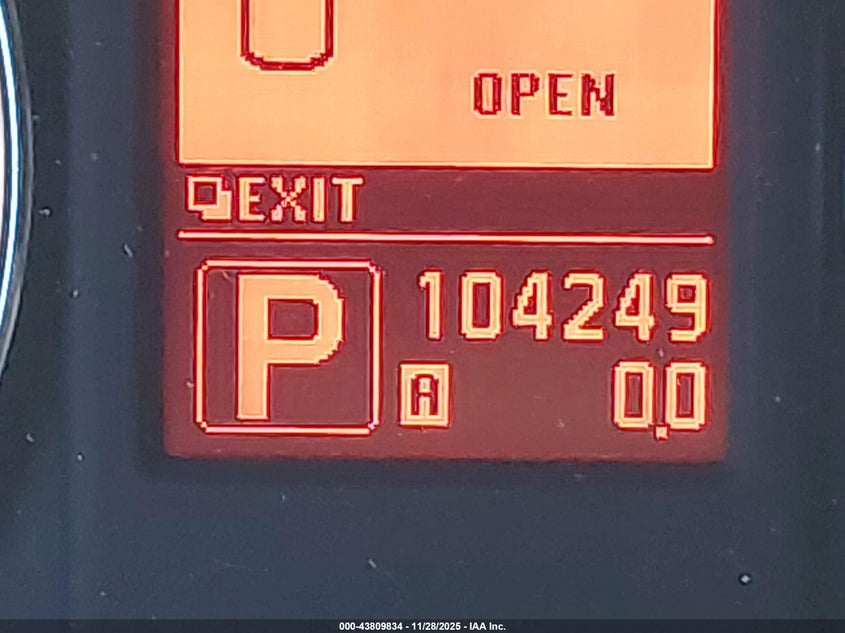 OPEN
EXIT
P 104249
A 0.0
000-43809834 - 11/28/2025 - IAA Inc.